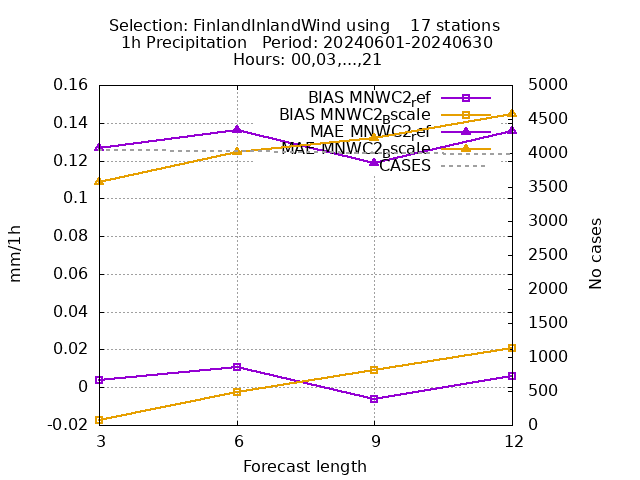 Selection: FinlandInlandWind using    17 stations
1h Precipitation   Period: 20240601-20240630
Hours: 00,03,...,21
0.16
0.14
0.12
0.1
0.08
0.06
0.04
0.02
0
-0.02
5000
4500
4000
3500
3000
2500
2000
1500
1000
500
0
BIAS MNWC2_ref
BIAS MNWC2_Bscale
MAE MNWC2_ref
MAE MNWC2_Bscale
CASES
mm/1h
No cases
3 6 9 12
Forecast length